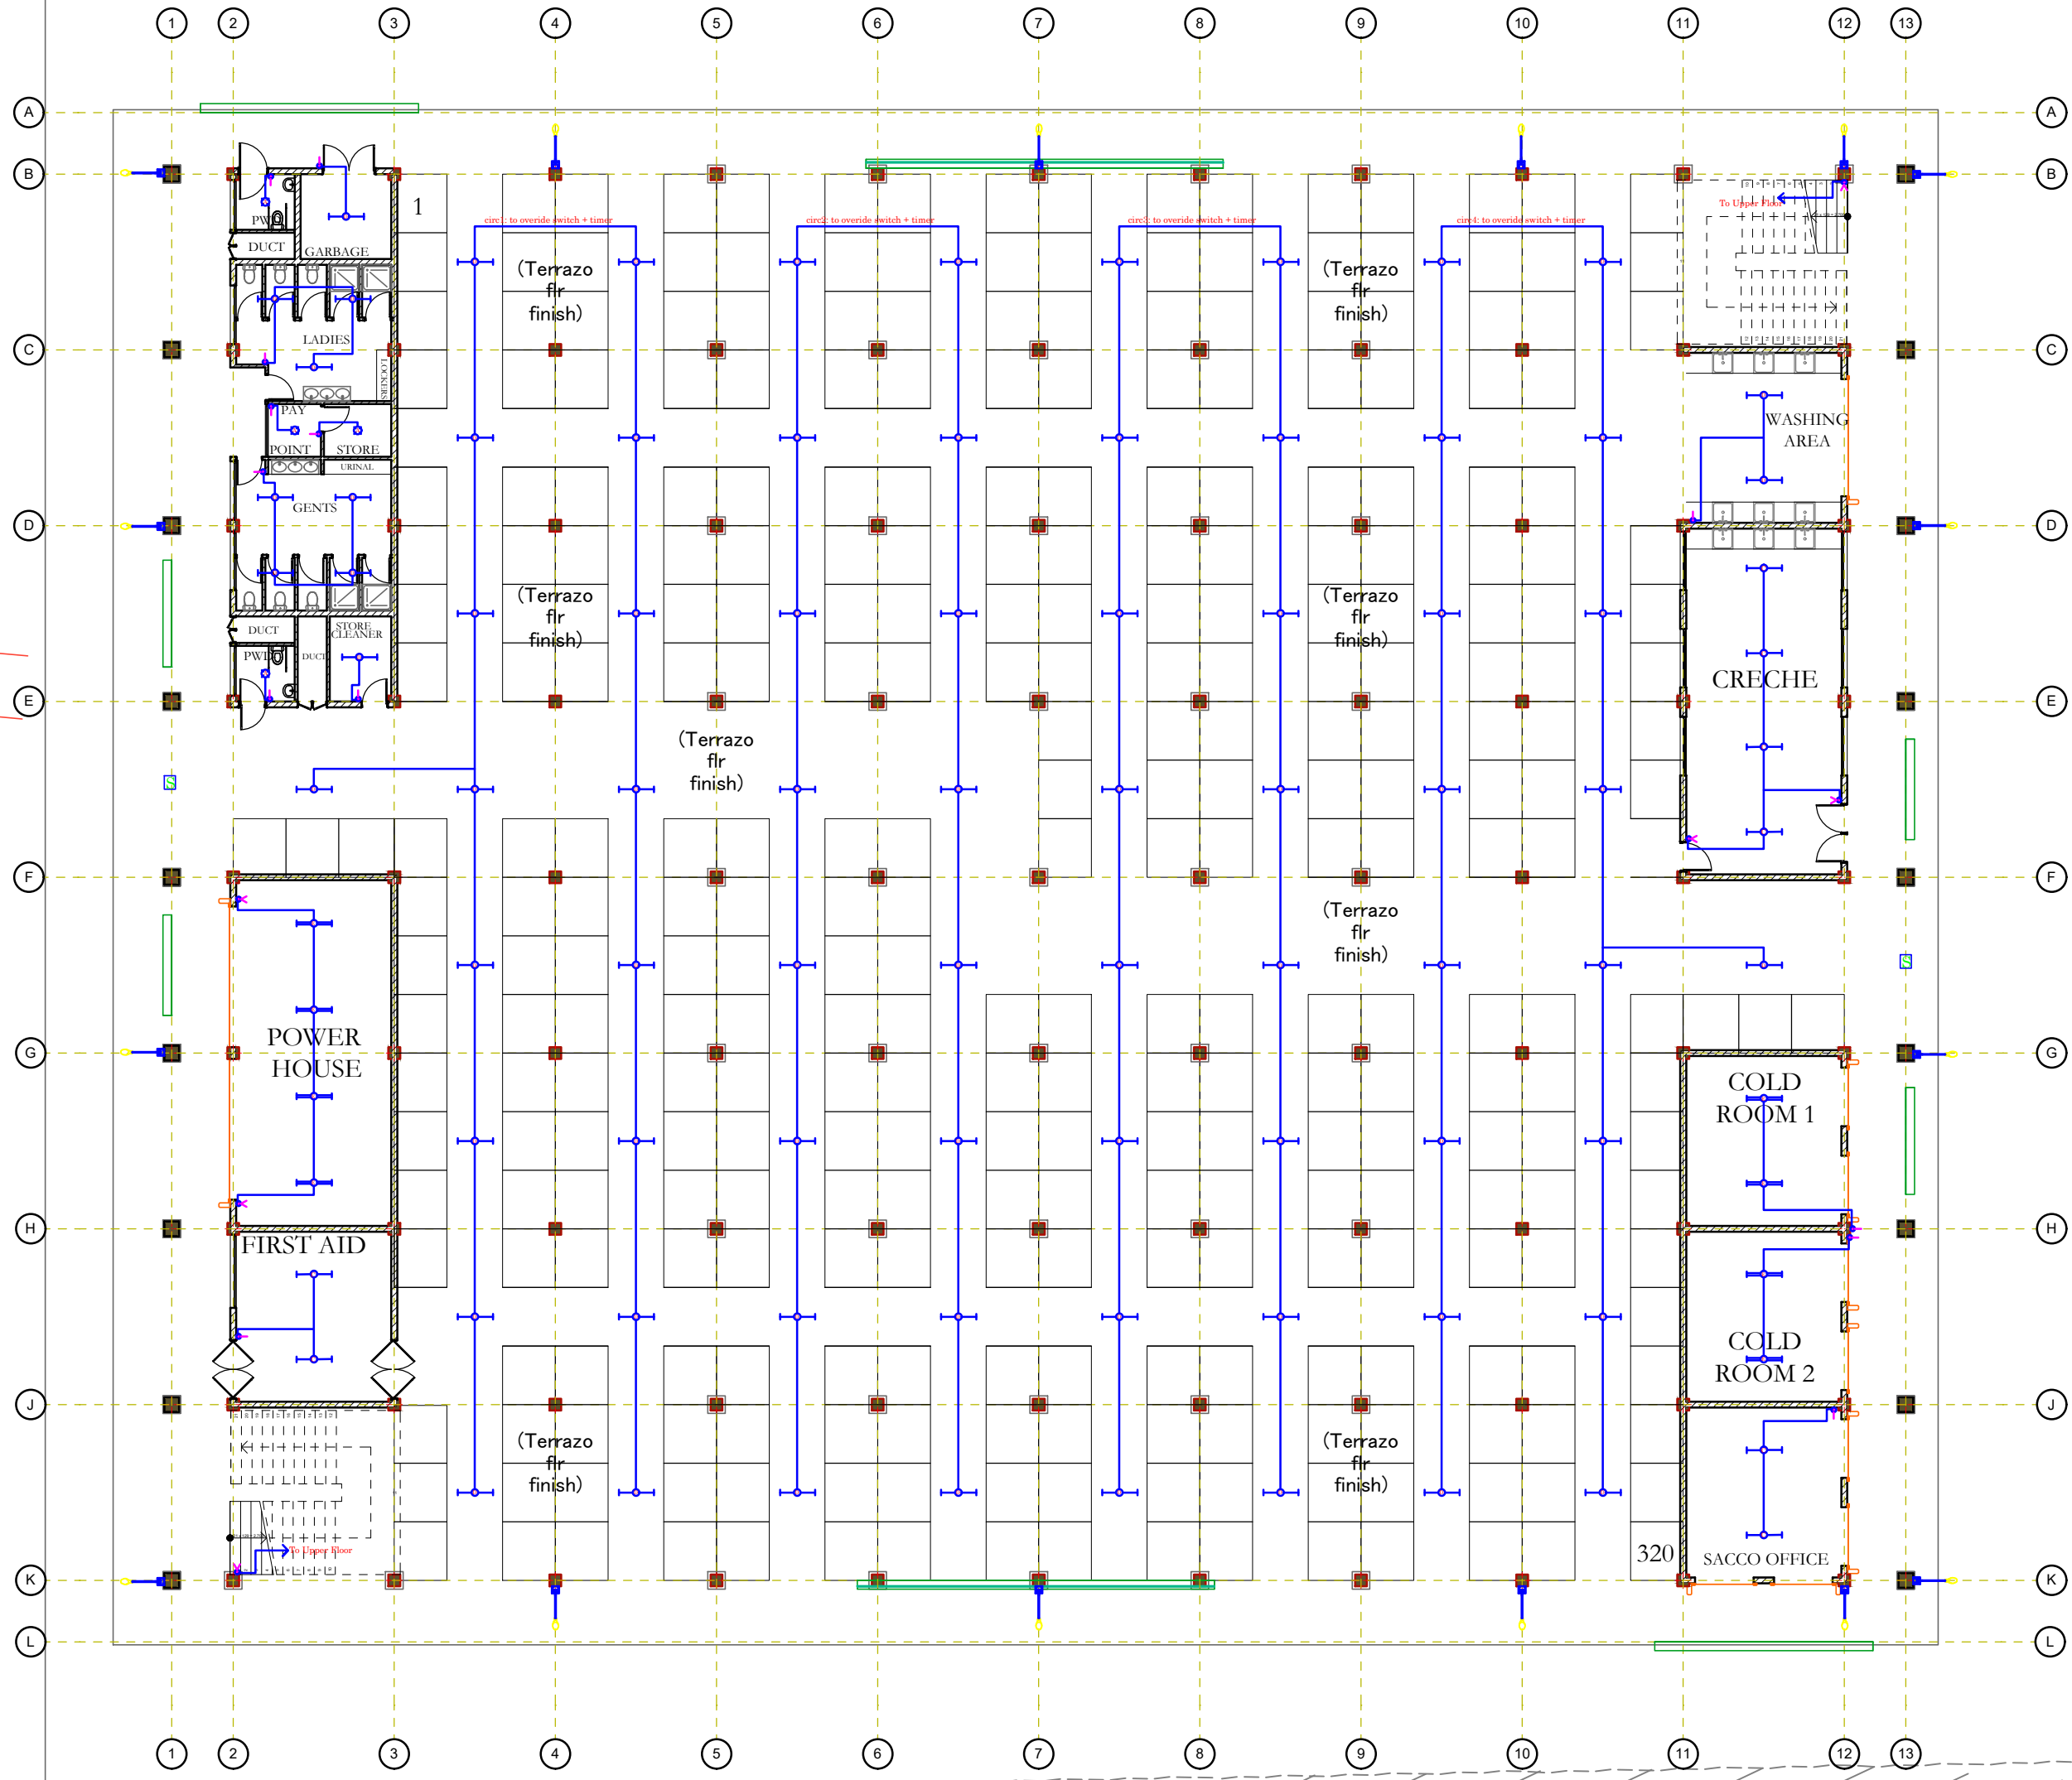 1 2 3 4 5 6 7 8 9 10 11 12 13
A A
B B
PWD
DUCT
GARBAGE
1
To Upper Floor
circ1: to overide switch + timer
circ2: to overide switch + timer
circ3: to overide switch + timer
circ4: to overide switch + timer
(Terrazo
flr
finish)
(Terrazo
flr
finish)
LADIES
LOCKERS
C C
PAY
POINT
STORE
URINAL
WASHING
AREA
GENTS
D D
(Terrazo
flr
finish)
(Terrazo
flr
finish)
DUCT
STORE
CLEANER
PWD
DUCT
CRECHE
E E
(Terrazo
flr
finish)
S
F F
(Terrazo
flr
finish)
S
POWER
HOUSE
G G
COLD
ROOM 1
H H
FIRST AID
COLD
ROOM 2
J J
(Terrazo
flr
finish)
(Terrazo
flr
finish)
To Upper Floor
320
SACCO OFFICE
K K
L L
1 2 3 4 5 6 7 8 9 10 11 12 13